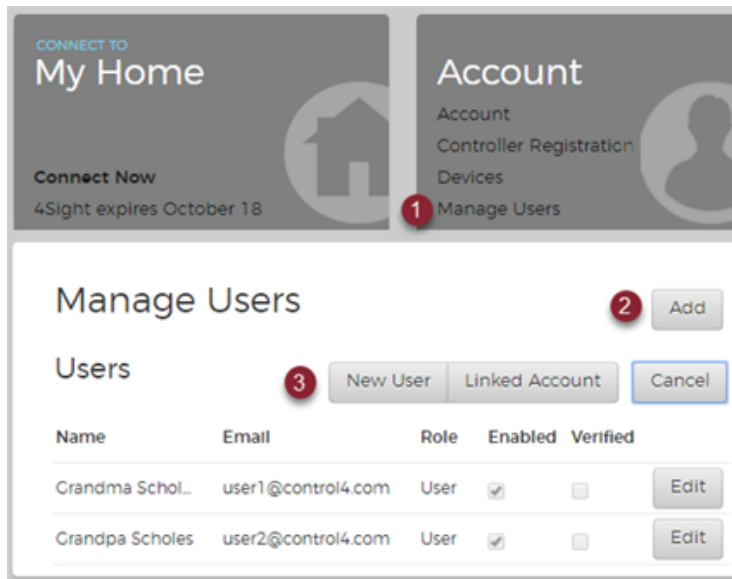 CONNECT TO
My Home
Connect Now
4Sight expires October 18
Account
Account
Controller Registration
Devices
1 Manage Users
Manage Users
2 Add
Users
3 New User Linked Account Cancel
Name Email Role Enabled Verified
Grandma Schol... user1@control4.com User Edit
Grandpa Scholes user2@control4.com User Edit